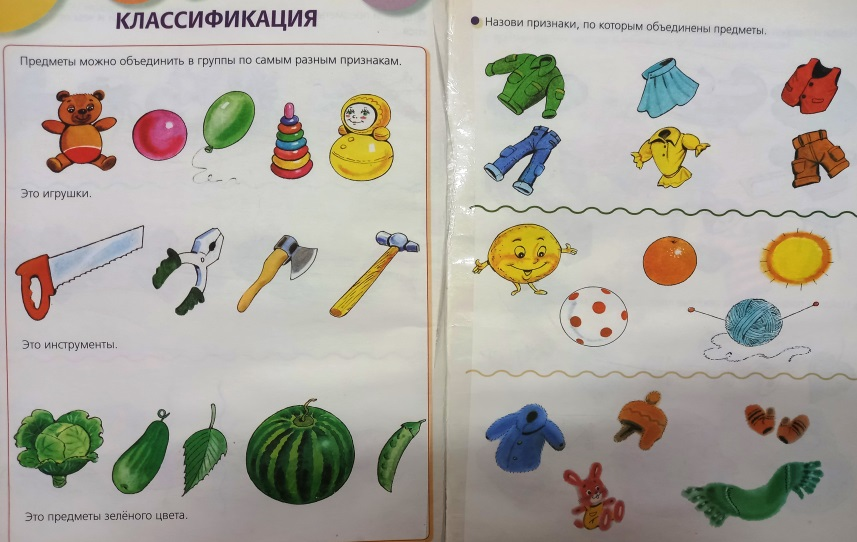 КЛАССИФИКАЦИЯ
Предметы можно объединить в группы по самым разным признакам.
Это игрушки.
Это инструменты.
Это предметы зелёного цвета.
Назови признаки, по которым объединены предметы.